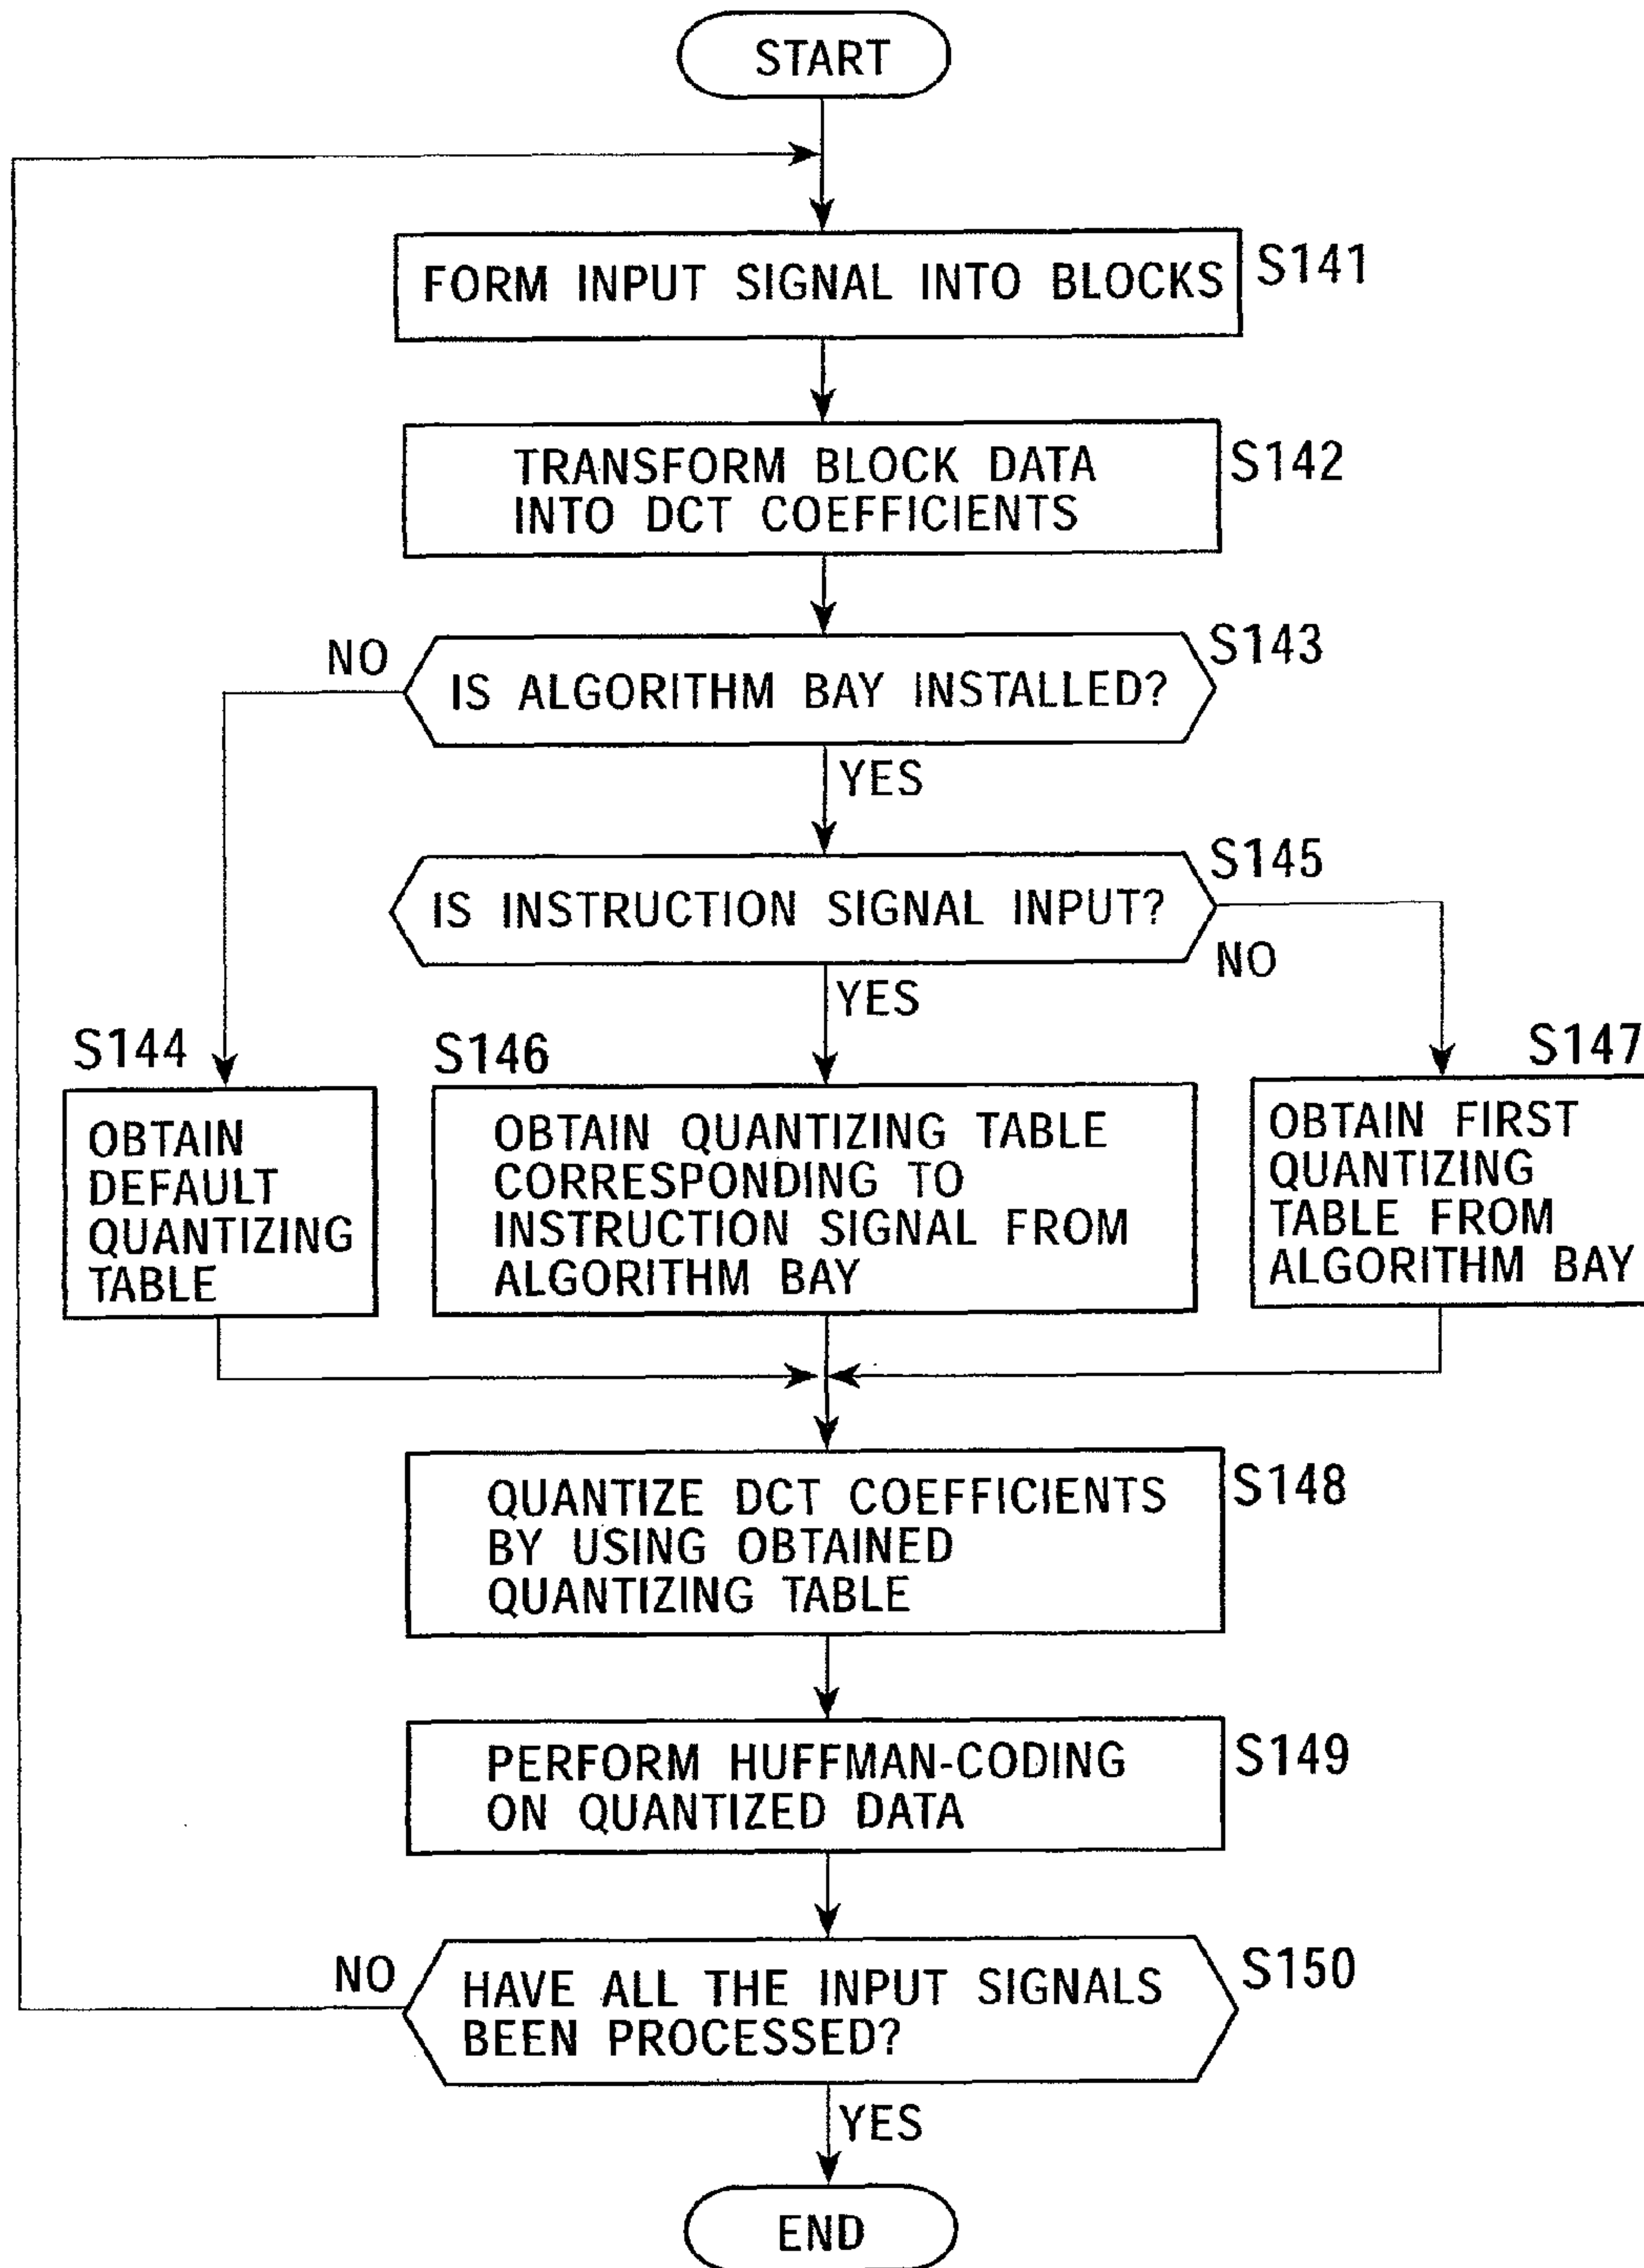 START
FORM INPUT SIGNAL INTO BLOCKS
S141
TRANSFORM BLOCK DATA
INTO DCT COEFFICIENTS
S142
NO
IS ALGORITHM BAY INSTALLED?
S143
YES
IS INSTRUCTION SIGNAL INPUT?
S145
NO
YES
S144
OBTAIN
DEFAULT
QUANTIZING
TABLE
S146
OBTAIN QUANTIZING TABLE
CORRESPONDING TO
INSTRUCTION SIGNAL FROM
ALGORITHM BAY
S147
OBTAIN FIRST
QUANTIZING
TABLE FROM
ALGORITHM BAY
QUANTIZE DCT COEFFICIENTS
BY USING OBTAINED
QUANTIZING TABLE
S148
PERFORM HUFFMAN-CODING
ON QUANTIZED DATA
S149
NO
HAVE ALL THE INPUT SIGNALS
BEEN PROCESSED?
S150
YES
END